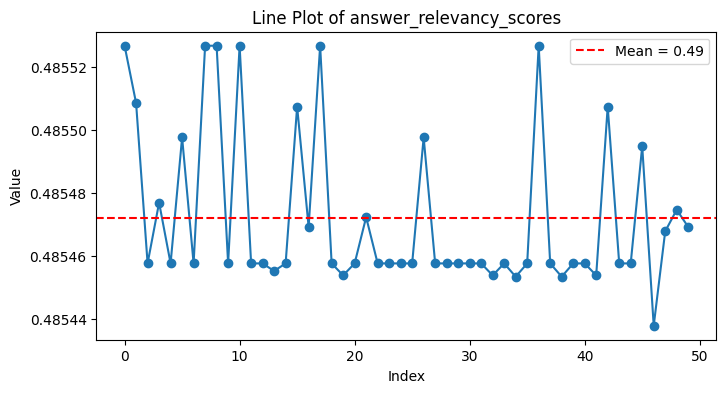 Line Plot of answer_relevancy_scores
Mean = 0.49
Value
0.48552
0.48550
0.48548
0.48546
0.48544
0 10 20 30 40 50
Index